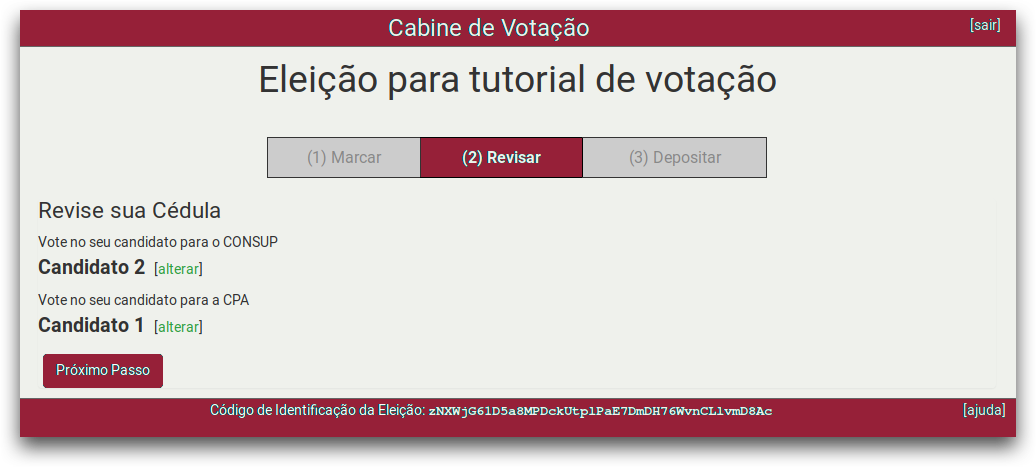 Cabine de Votação
[sair]
Eleição para tutorial de votação
(1) Marcar
(2) Revisar
(3) Depositar
Revise sua Cédula
Vote no seu candidato para o CONSUP
Candidato 2 [alterar]
Vote no seu candidato para a CPA
Candidato 1 [alterar]
Próximo Passo
Código de Identificação da Eleição: zNXWjG61D5a8MPDckUtplPaE7DmDH76WvnCLlvmD8Ac
[ajuda]